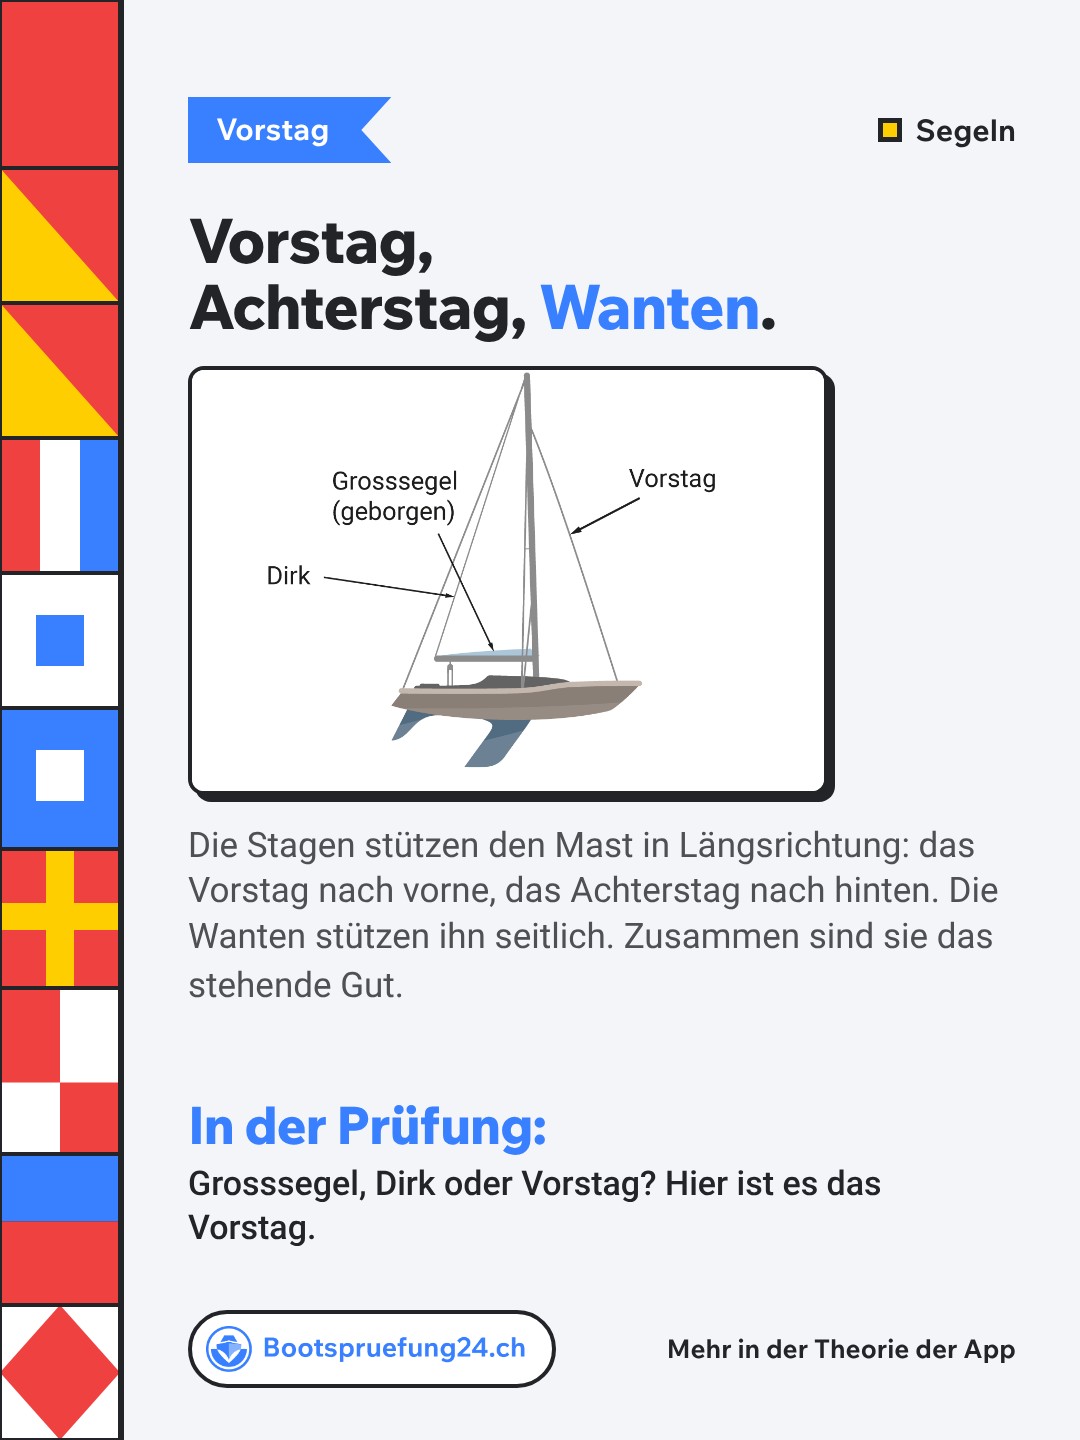 Vorstag
Segeln
Vorstag,
Achterstag, Wanten.
Grosssegel
(geborgen)
Vorstag
Dirk
Die Stagen stützen den Mast in Längsrichtung: das
Vorstag nach vorne, das Achterstag nach hinten. Die
Wanten stützen ihn seitlich. Zusammen sind sie das
stehende Gut.
In der Prüfung:
Grosssegel, Dirk oder Vorstag? Hier ist es das
Vorstag.
Bootspruefung24.ch
Mehr in der Theorie der App